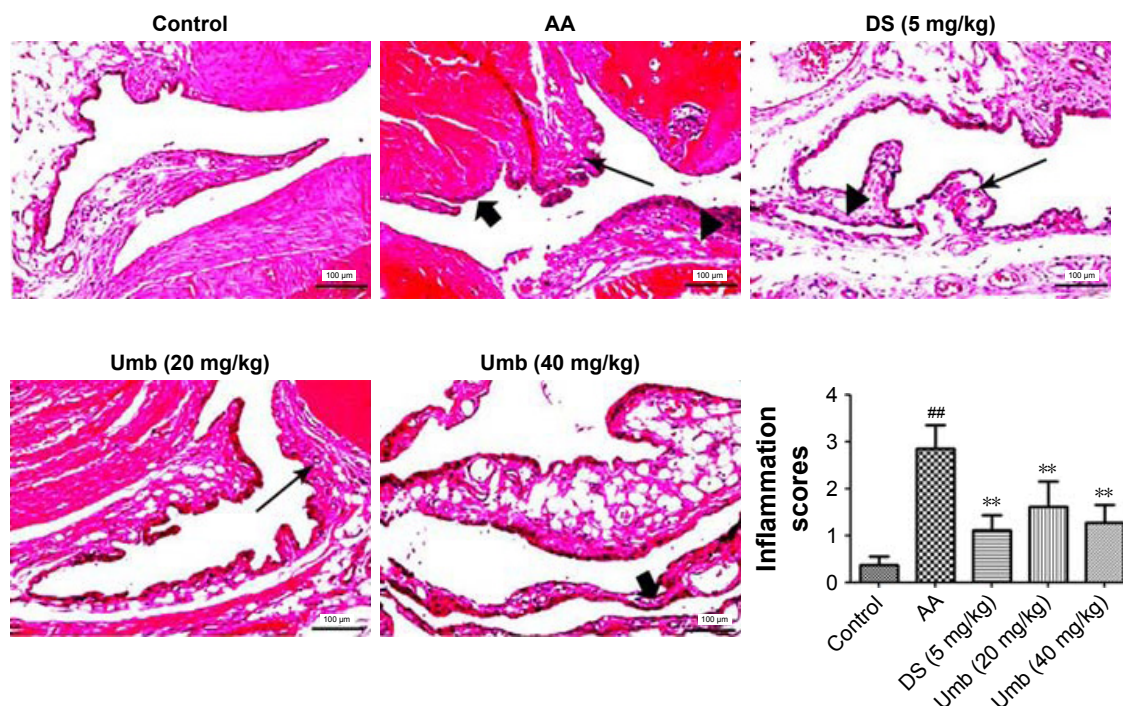 Control
AA
DS (5 mg/kg)
100 µm
100 µm
100 µm
Umb (20 mg/kg)
Umb (40 mg/kg)
100 µm
100 µm
Inflammation
scores
4
3
2
1
0
##
**
**
**
Control
AA
DS (5 mg/kg)
Umb (20 mg/kg)
Umb (40 mg/kg)